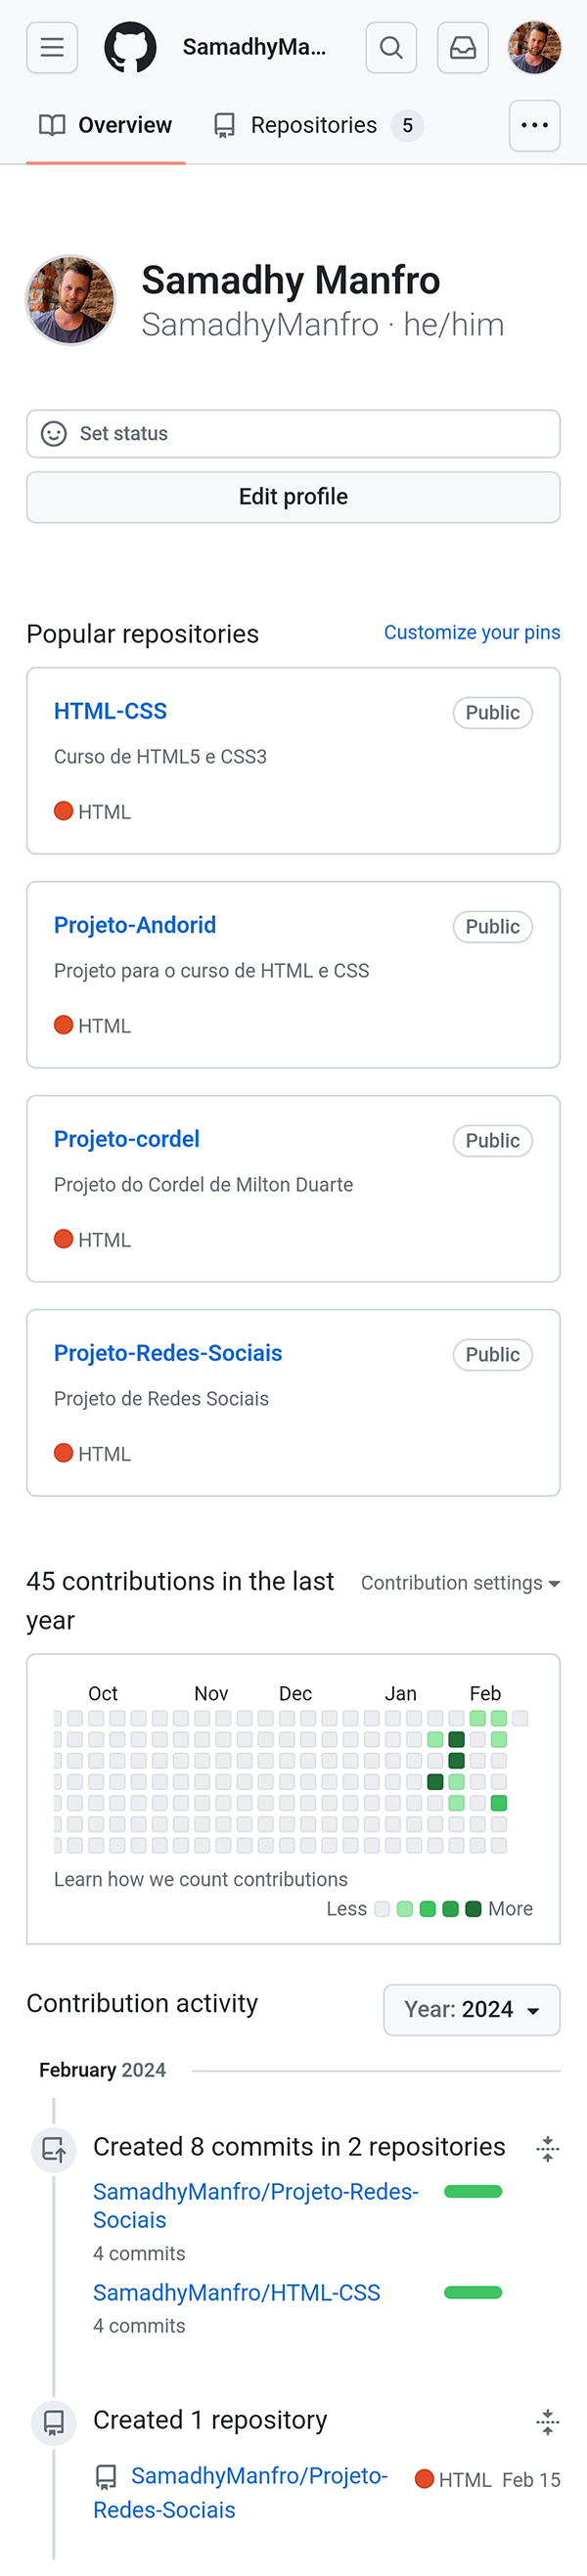 SamadhyMa...
Overview
Repositories 5
Samadhy Manfro
SamadhyManfro · he/him
Set status
Edit profile
Popular repositories
Customize your pins
HTML-CSS
Public
Curso de HTML5 e CSS3
HTML
Projeto-Andorid
Public
Projeto para o curso de HTML e CSS
HTML
Projeto-cordel
Public
Projeto do Cordel de Milton Duarte
HTML
Projeto-Redes-Sociais
Public
Projeto de Redes Sociais
HTML
45 contributions in the last
year
Contribution settings
Oct Nov Dec Jan Feb
Learn how we count contributions
Less More
Contribution activity
Year: 2024
February 2024
Created 8 commits in 2 repositories
SamadhyManfro/Projeto-Redes-
Sociais
4 commits
SamadhyManfro/HTML-CSS
4 commits
Created 1 repository
SamadhyManfro/Projeto-
Redes-Sociais
HTML Feb 15